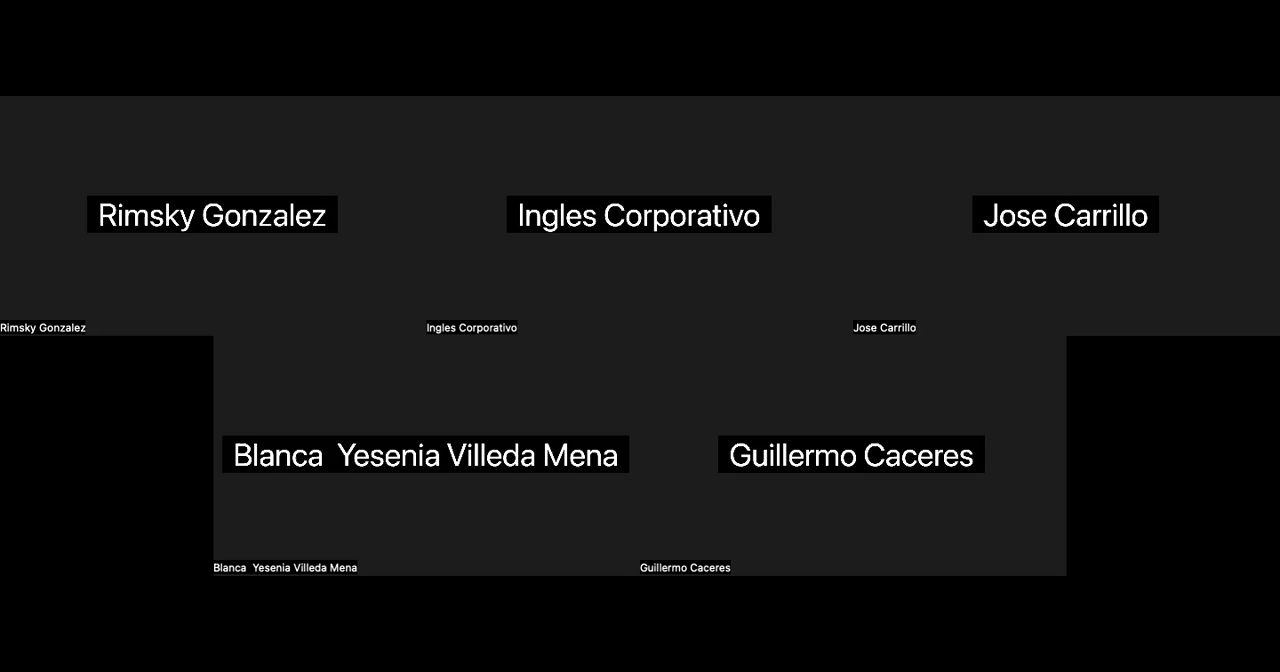 Rimsky Gonzalez
Ingles Corporativo
Jose Carrillo
Rimsky Gonzalez
Ingles Corporativo
Jose Carrillo
Blanca  Yesenia Villeda Mena
Guillermo Caceres
Blanca  Yesenia Villeda Mena
Guillermo Caceres